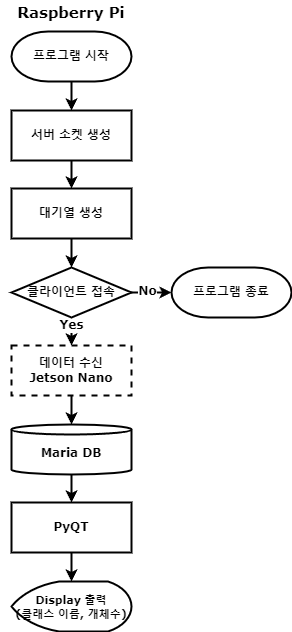 Raspberry Pi
프로그램 시작
서버 소켓 생성
대기열 생성
클라이언트 접속
No
프로그램 종료
Yes
데이터 수신
Jetson Nano
Maria DB
PyQT
Display 출력
(클래스 이름, 개체수)